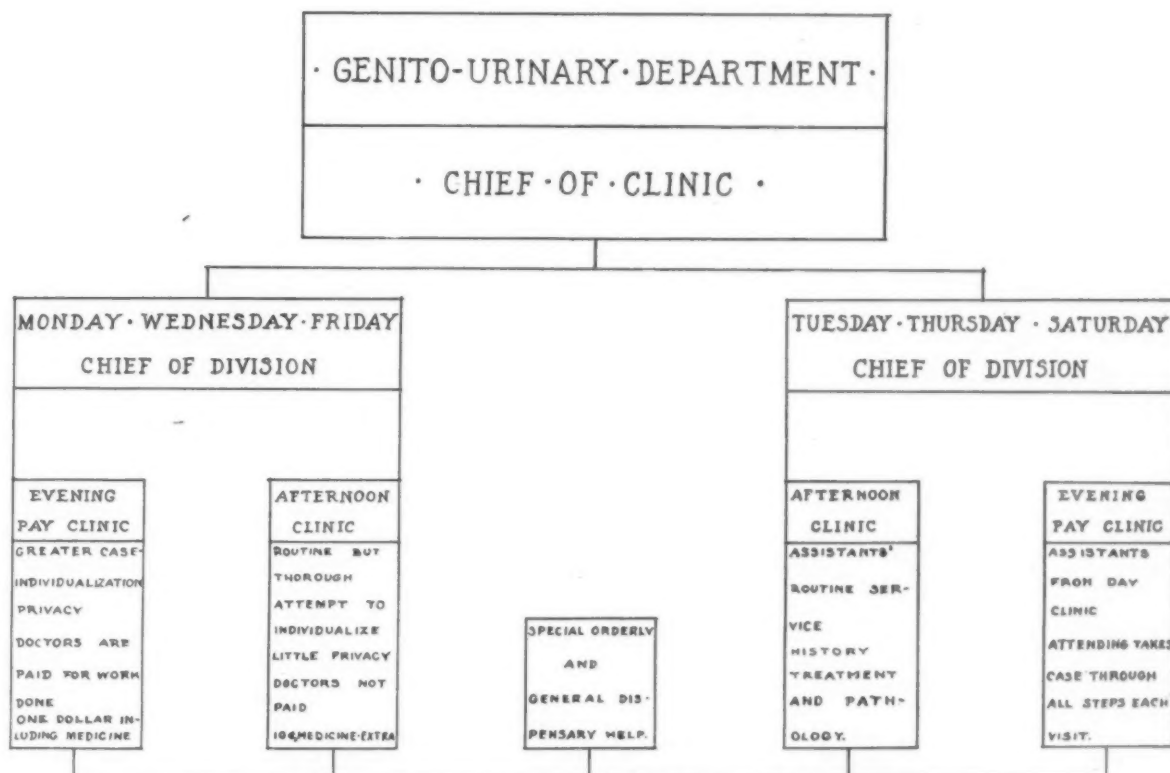 · GENITO-URINARY · DEPARTMENT ·
· CHIEF · OF · CLINIC ·
MONDAY · WEDNESDAY · FRIDAY
CHIEF OF DIVISION
TUESDAY · THURSDAY · SATURDAY
CHIEF OF DIVISION
EVENING
PAY CLINIC
GREATER CASE-
INDIVIDUALIZATION
PRIVACY
DOCTORS ARE
PAID FOR WORK
DONE
ONE DOLLAR IN-
LUDING MEDICINE
AFTERNOON
CLINIC
ROUTINE BUT
THOROUGH
ATTEMPT TO
INDIVIDUALIZE
LITTLE PRIVACY
DOCTORS NOT
PAID
MEDICINE-EXTRA
SPECIAL ORDERLY
AND
GENERAL DIS-
PENSARY HELP.
AFTERNOON
CLINIC
ASSISTANTS'
ROUTINE SER-
VICE
HISTORY
TREATMENT
AND PATH-
OLOGY.
EVENING
PAY CLINIC
ASSISTANTS
FROM DAY
CLINIC
ATTENDING TAKES
CASE THROUGH
ALL STEPS EACH
VISIT.